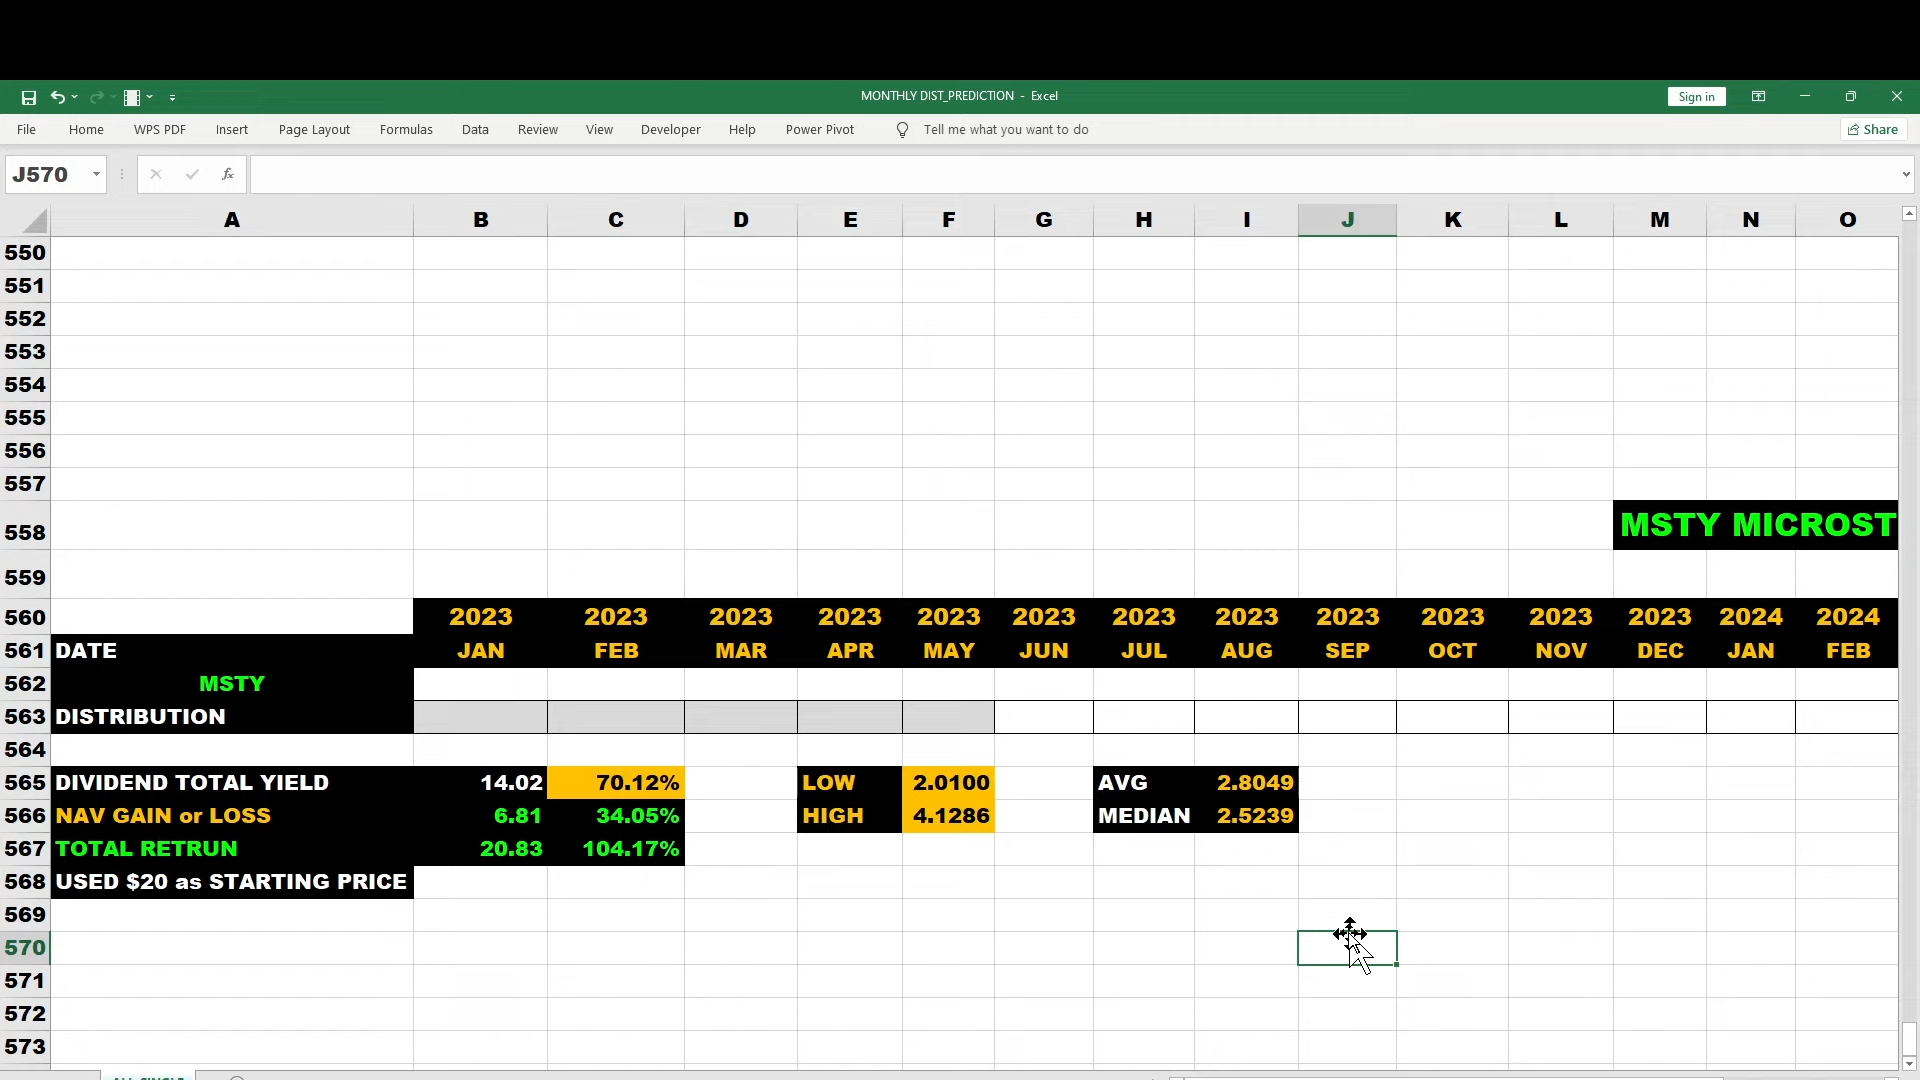 MONTHLY DIST_PREDICTION - Excel
Sign in
File Home WPS PDF Insert Page Layout Formulas Data Review View Developer Help Power Pivot Tell me what you want to do Share
J570 fx
A B C D E F G H I J K L M N O
550
551
552
553
554
555
556
557
558 MSTY MICROST
559
560 2023 2023 2023 2023 2023 2023 2023 2023 2023 2023 2023 2023 2024 2024
561 DATE JAN FEB MAR APR MAY JUN JUL AUG SEP OCT NOV DEC JAN FEB
562 MSTY
563 DISTRIBUTION
564
565 DIVIDEND TOTAL YIELD 14.02 70.12% LOW 2.0100 AVG 2.8049
566 NAV GAIN or LOSS 6.81 34.05% HIGH 4.1286 MEDIAN 2.5239
567 TOTAL RETRUN 20.83 104.17%
568 USED $20 as STARTING PRICE
569
570
571
572
573